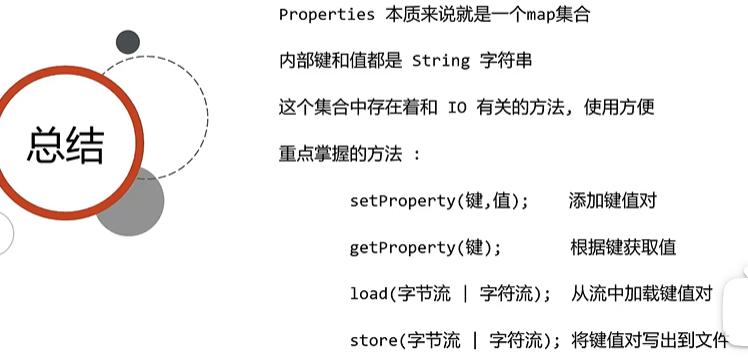 总结
Properties 本质来说就是一个map集合
内部键和值都是 String 字符串
这个集合中存在着和 IO 有关的方法, 使用方便
重点掌握的方法 :
setProperty(键,值); 添加键值对
getProperty(键); 根据键获取值
load(字节流 | 字符流); 从流中加载键值对
store(字节流 | 字符流); 将键值对写出到文件